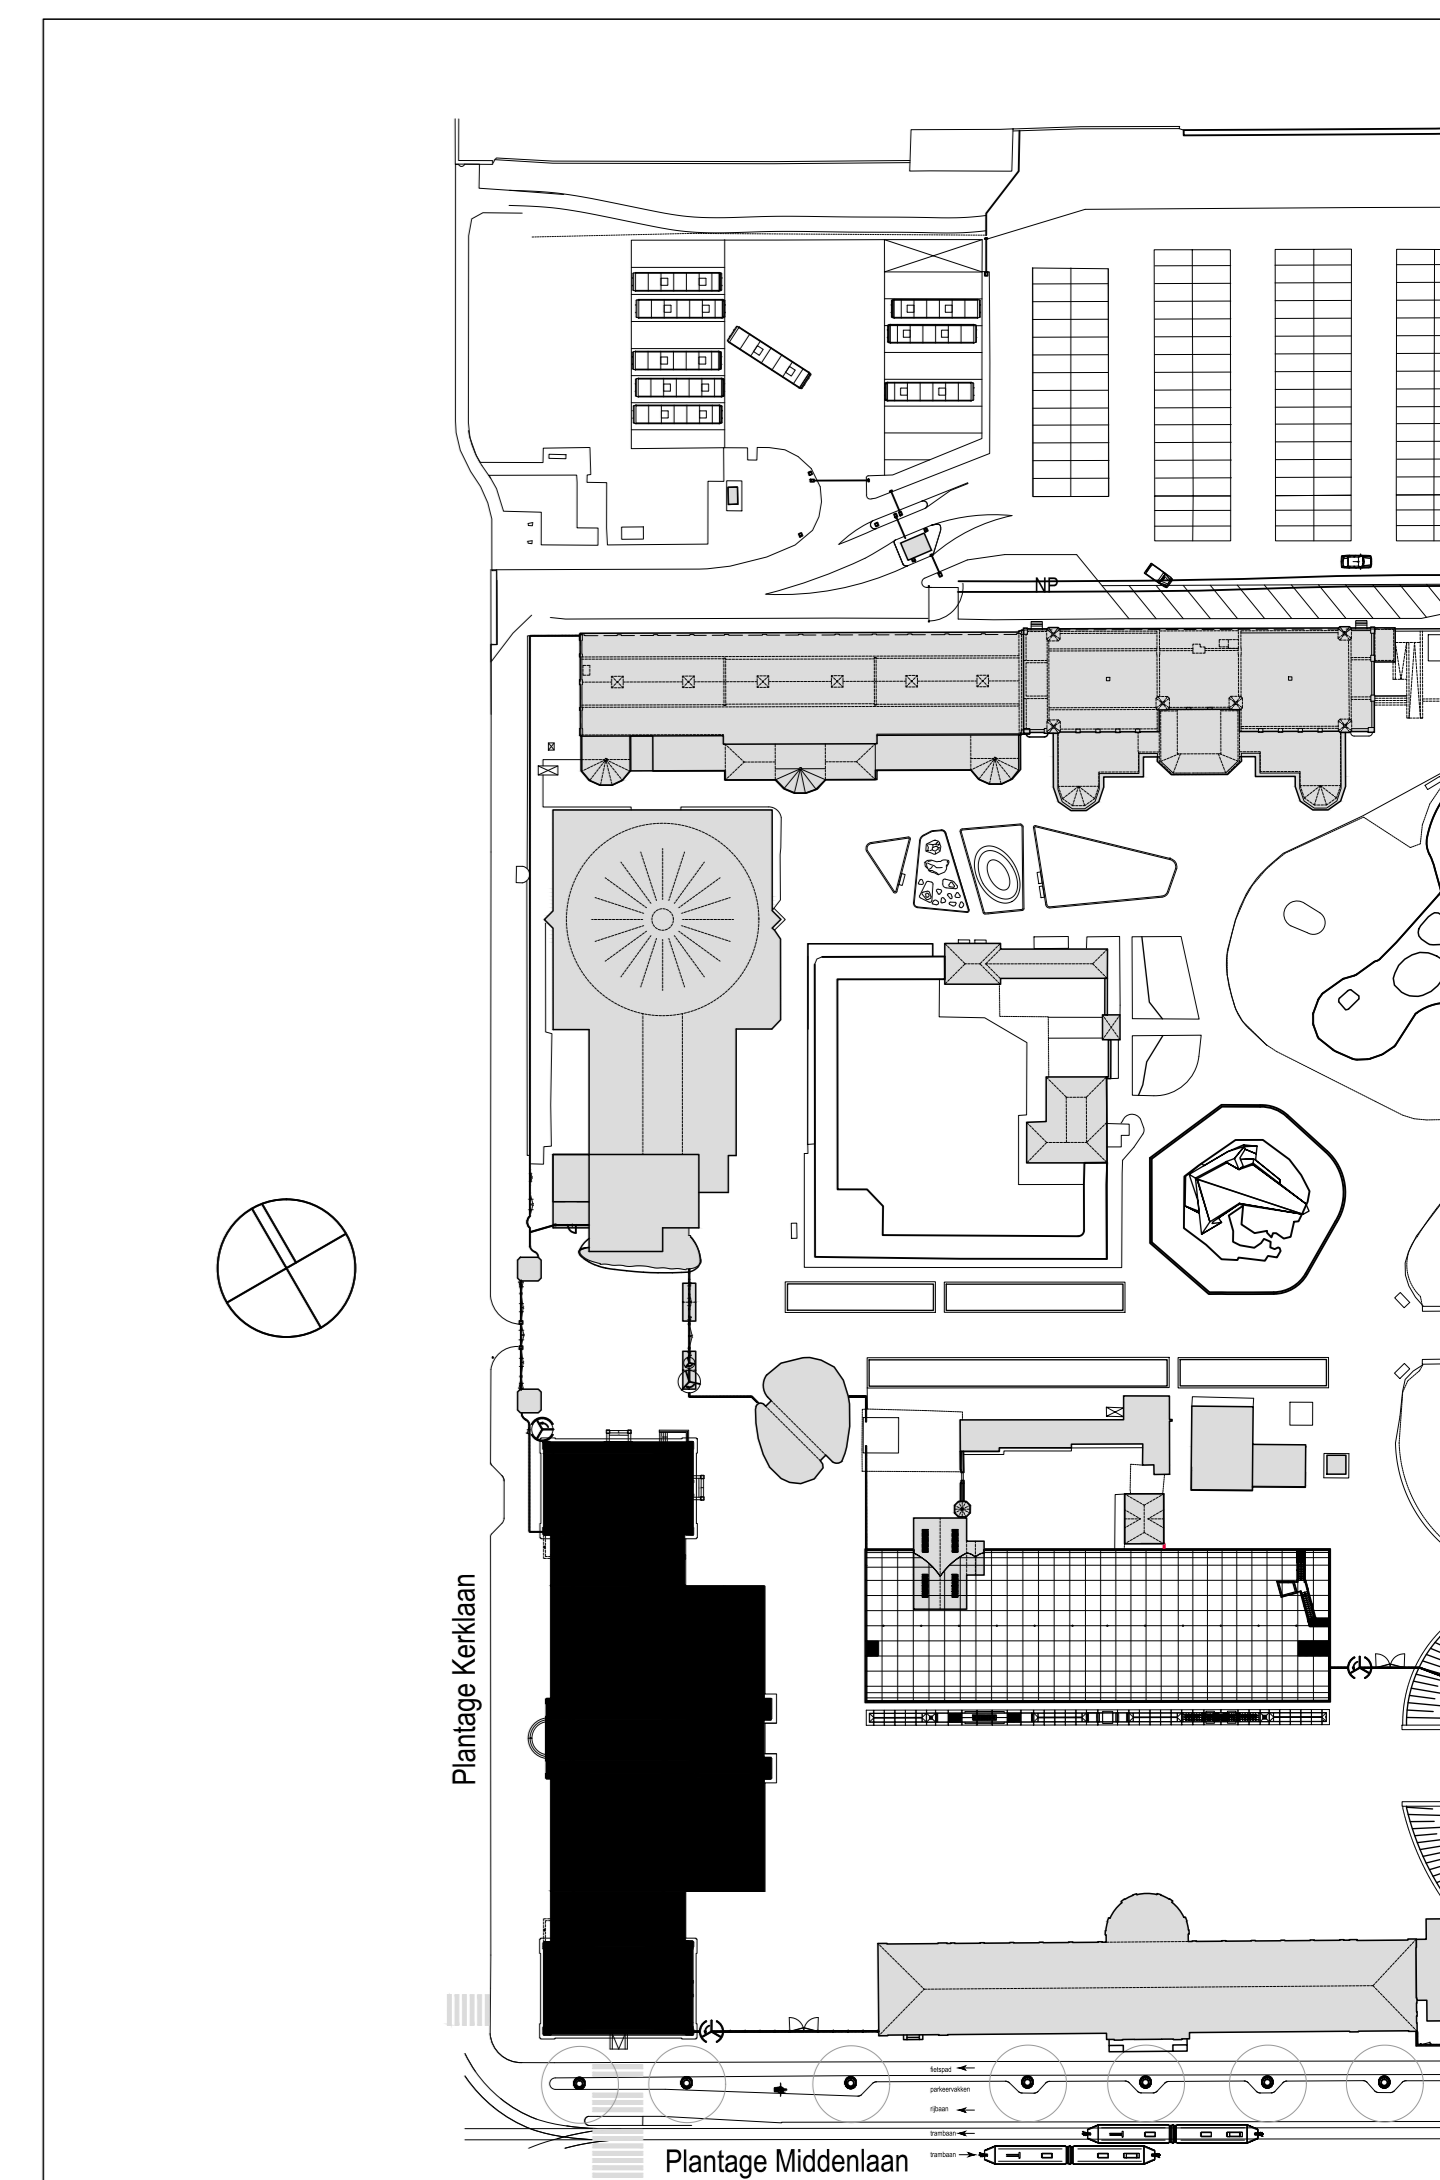 NP
Plantage Kerklaan
fietspad
parkeervakken
rijbaan
trambaan
trambaan
Plantage Middenlaan